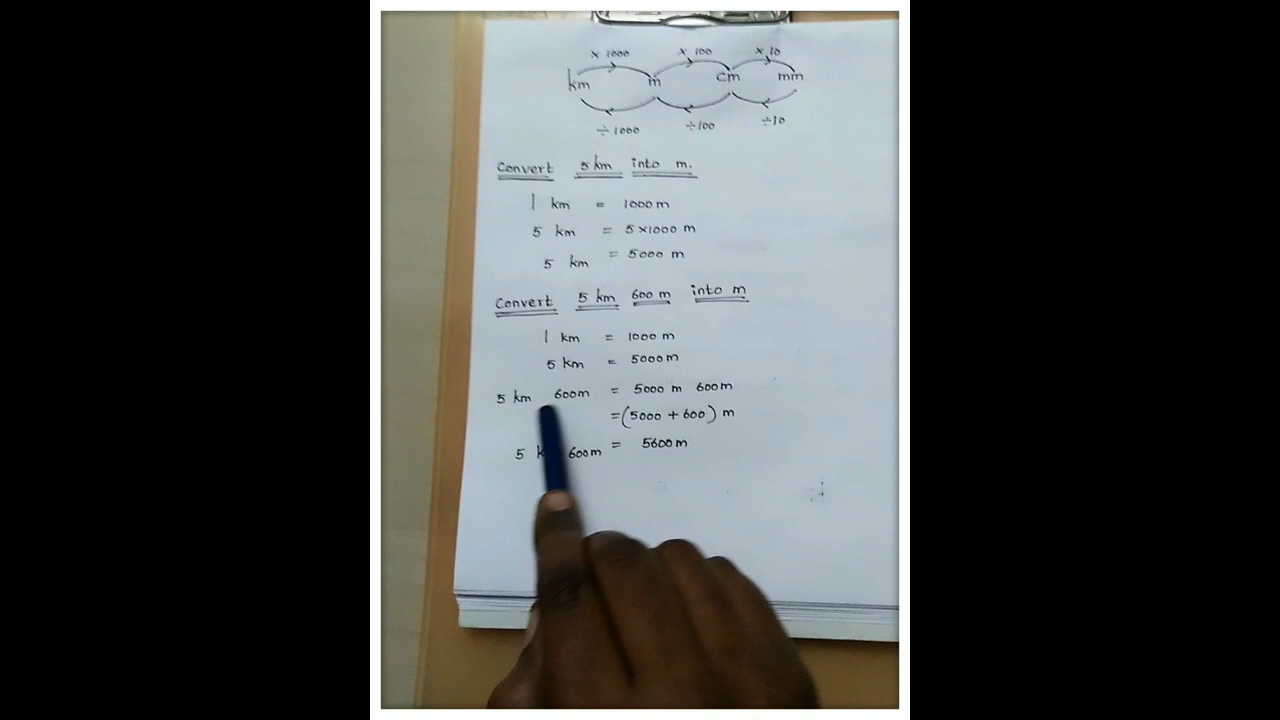 × 1000 × 100 × 10
km m cm mm
÷ 1000 ÷100 ÷10
Convert 5 km into m.
1 km = 1000 m
5 km = 5 ×1000 m
5 km = 5000 m
Convert 5 km 600 m into m
1 km = 1000 m
5 km = 5000 m
5 km 600m = 5000 m 600m
=(5000 + 600) m
5 600m = 5600 m